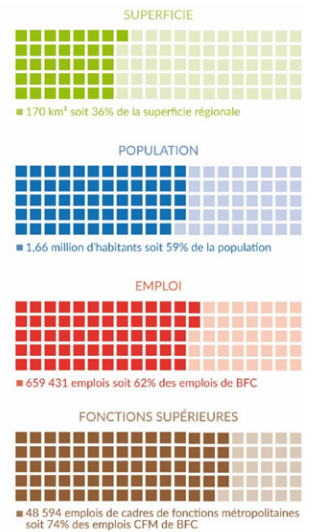 SUPERFICIE
170 km² soit 36% de la superficie régionale
POPULATION
1,66 million d'habitants soit 59% de la population
EMPLOI
659 431 emplois soit 62% des emplois de BFC
FONCTIONS SUPÉRIEURES
48 594 emplois de cadres de fonctions métropolitaines
soit 74% des emplois CFM de BFC